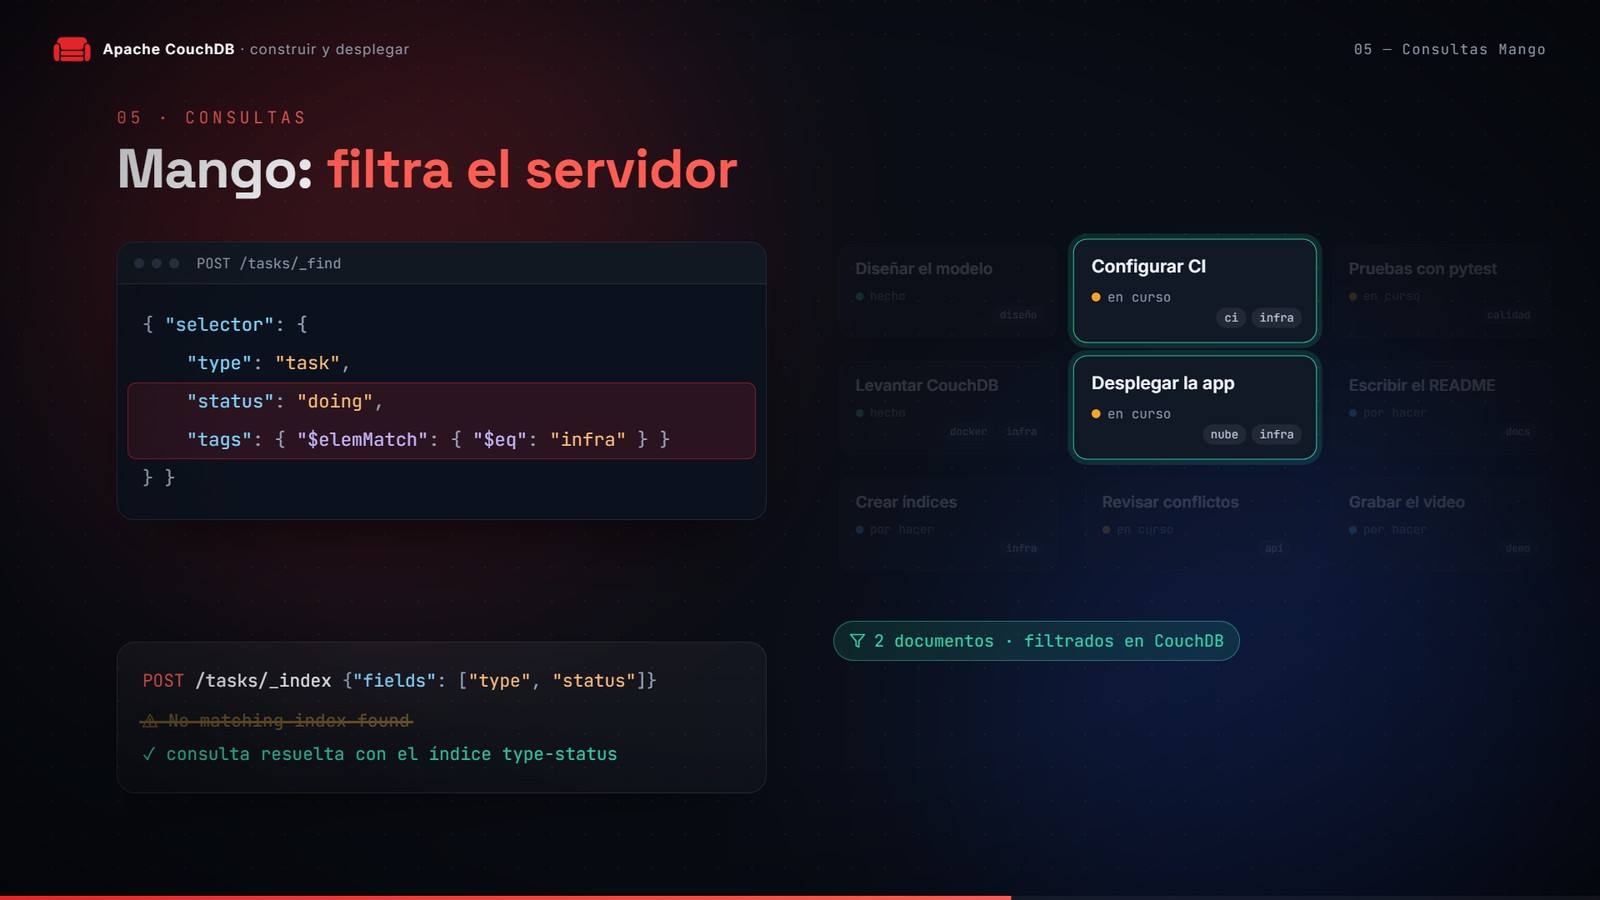 Apache CouchDB · construir y desplegar
05 — Consultas Mango
05 · CONSULTAS
Mango: filtra el servidor
POST /tasks/_find
{ "selector": {
"type": "task",
"status": "doing",
"tags": { "$elemMatch": { "$eq": "infra" } }
} }
POST /tasks/_index {"fields": ["type", "status"]}
⚠ No matching index found
✓ consulta resuelta con el índice type-status
Diseñar el modelo
hecho
diseño
Configurar CI
en curso
ci infra
Pruebas con pytest
en curso
calidad
Levantar CouchDB
hecho
docker infra
Desplegar la app
en curso
nube infra
Escribir el README
por hacer
docs
Crear índices
por hacer
infra
Revisar conflictos
en curso
api
Grabar el video
por hacer
demo
2 documentos · filtrados en CouchDB